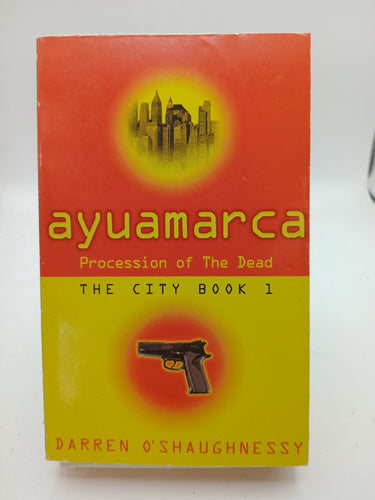 ayuamarca
Procession of The Dead
THE CITY BOOK 1
DARREN O'SHAUGHNESSY